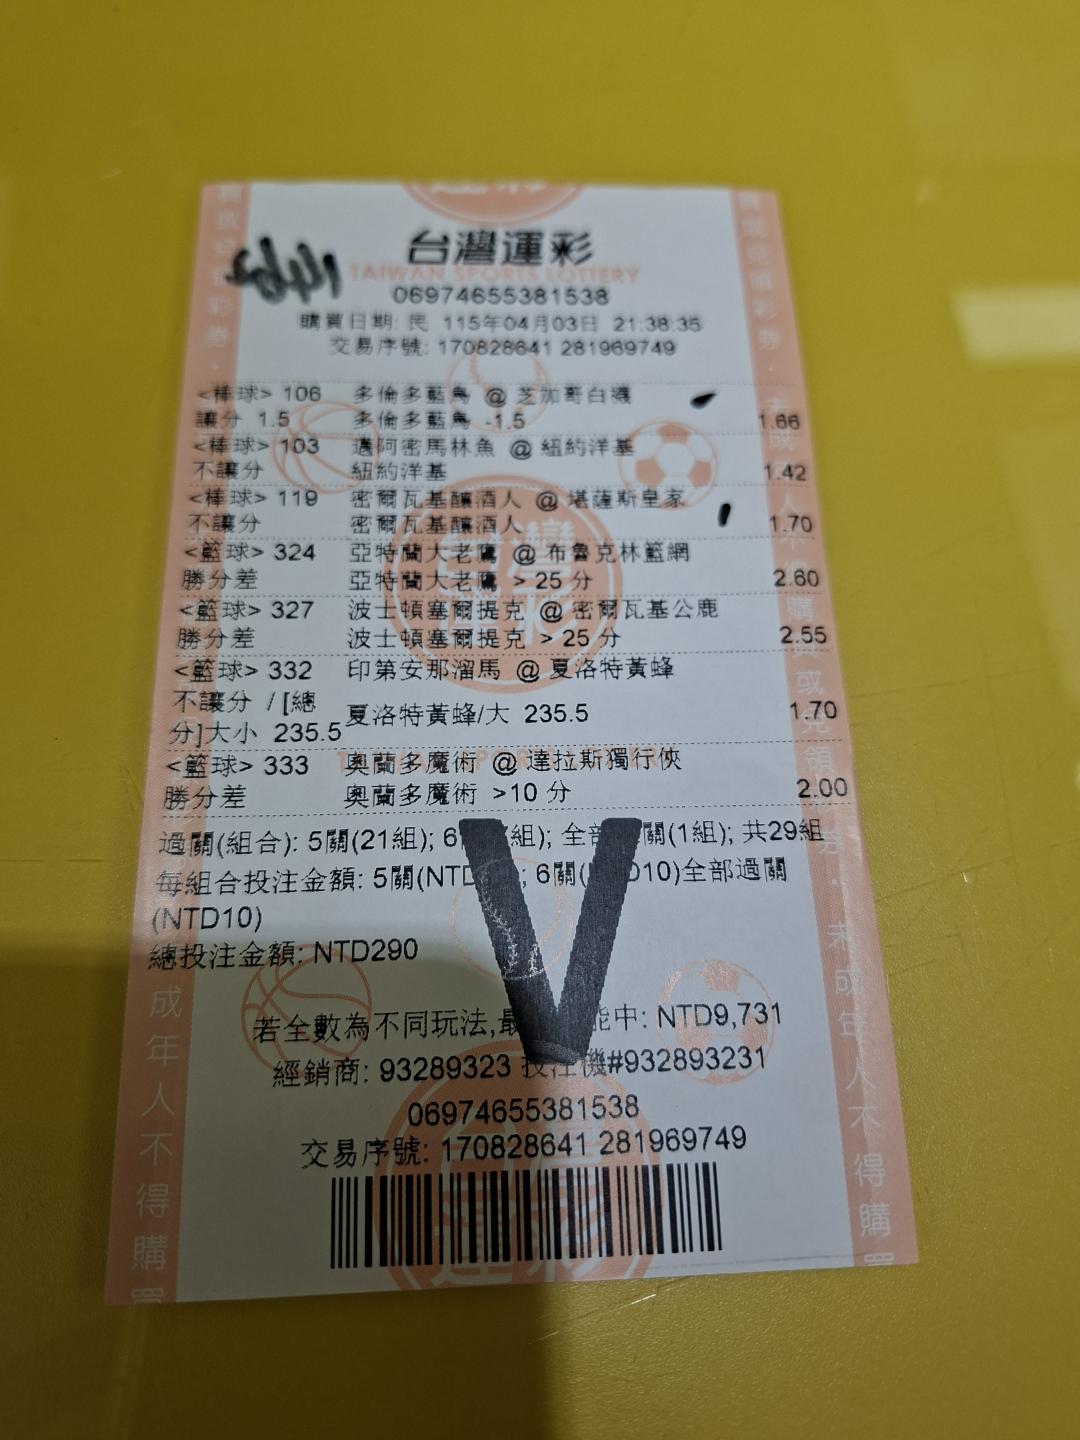 台灣運彩
TAIWAN SPORTS LOTTERY
06974655381538
購買日期: 民 115年04月03日 21:38:35
交易序號: 170828641 281969749
<棒球> 106 多倫多藍鳥 @ 芝加哥白襪
讓分 1.5 多倫多藍鳥 -1.5 1.66
<棒球> 103 邁阿密馬林魚 @ 紐約洋基
不讓分 紐約洋基 1.42
<棒球> 119 密爾瓦基釀酒人 @ 堪薩斯皇家
不讓分 密爾瓦基釀酒人 1.70
<籃球> 324 亞特蘭大老鷹 @ 布魯克林籃網
勝分差 亞特蘭大老鷹 > 25 分 2.60
<籃球> 327 波士頓塞爾提克 @ 密爾瓦基公鹿
勝分差 波士頓塞爾提克 > 25 分 2.55
<籃球> 332 印第安那溜馬 @ 夏洛特黃蜂
不讓分 / [總
分]大小 235.5 夏洛特黃蜂/大 235.5 1.70
<籃球> 333 奧蘭多魔術 @ 達拉斯獨行俠
勝分差 奧蘭多魔術 >10 分 2.00
過關(組合): 5關(21組); 6 組); 全部 關(1組); 共29組
每組合投注金額: 5關(NTD ; 6關( D10)全部過關
(NTD10)
總投注金額: NTD290
V
若全數為不同玩法,最 能中: NTD9,731
經銷商: 93289323 投注機#932893231
06974655381538
交易序號: 170828641 281969749
成年人不得購買
未成年人不得購買